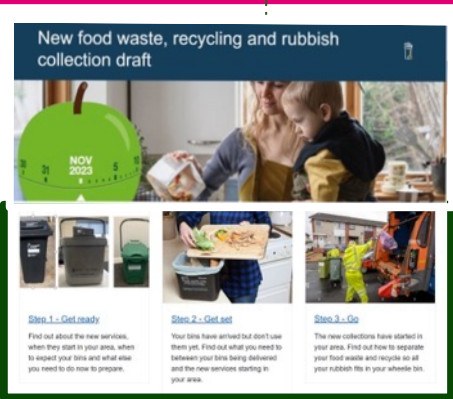 New food waste, recycling and rubbish
collection draft
NOV
2023
31
5
Step 1 - Get ready
Find out about the new services,
when they start in your area, when
to expect your bins and what else
you need to do now to prepare.
Step 2 - Get set
Your bins have arrived but don't use
them yet. Find out what you need to
between your bins being delivered
and the new services starting in
your area.
Step 3 - Go
The new collections have started in
your area. Find out how to separate
your food waste and recycle so all
your rubbish fits in your wheelie bin.